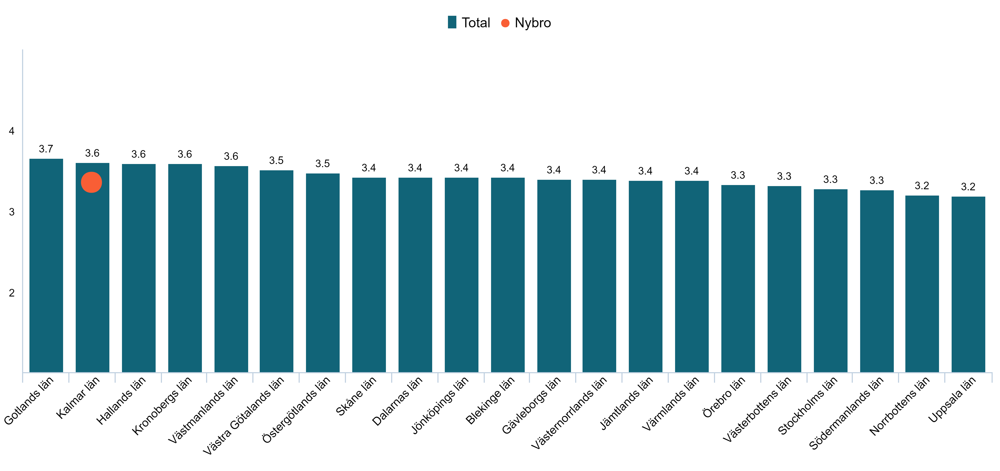 Total Nybro
4
3
2
3.7 3.6 3.6 3.6 3.6 3.5 3.5 3.4 3.4 3.4 3.4 3.4 3.4 3.4 3.4 3.3 3.3 3.3 3.3 3.2 3.2
Gotlands län
Kalmar län
Hallands län
Kronobergs län
Västmanlands län
Västra Götalands län
Östergötlands län
Skåne län
Dalarnas län
Jönköpings län
Blekinge län
Gävleborgs län
Västernorrlands län
Jämtlands län
Värmlands län
Örebro län
Västerbottens län
Stockholms län
Södermanlands län
Norrbottens län
Uppsala län